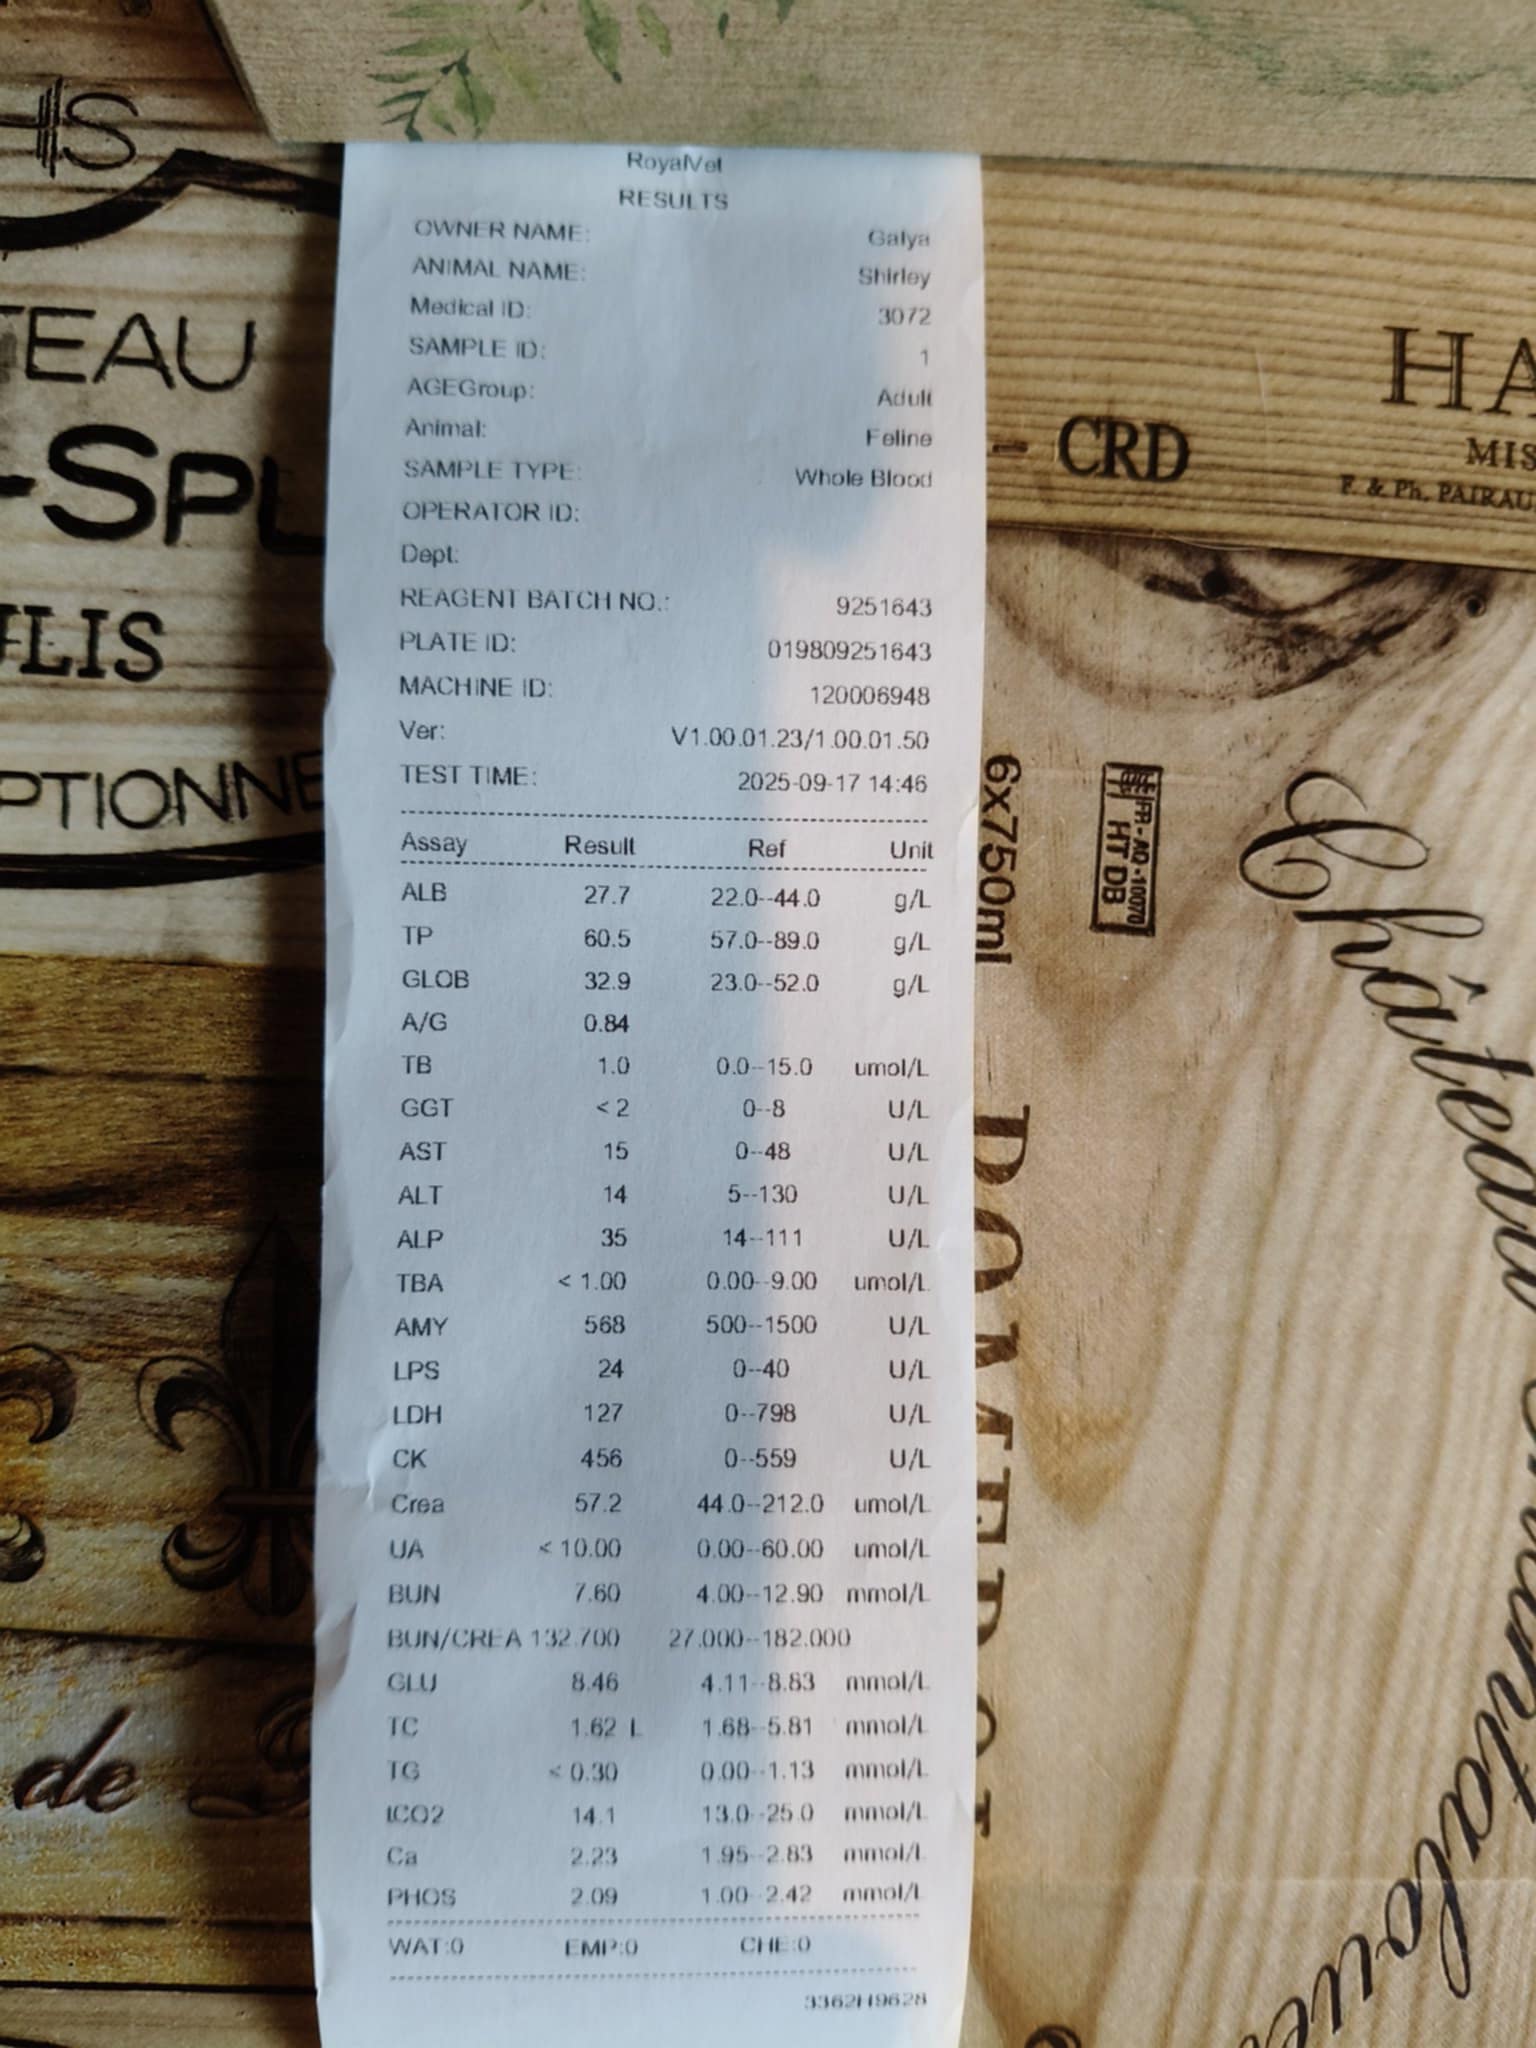 RoyalVet
RESULTS
OWNER NAME: Galya
ANIMAL NAME: Shirley
Medical ID: 3072
SAMPLE ID: 1
AGEGroup: Adult
Animal: Feline
SAMPLE TYPE: Whole Blood
OPERATOR ID:
Dept:
REAGENT BATCH NO.: 9251643
PLATE ID: 019809251643
MACHINE ID: 120006948
Ver: V1.00.01.23/1.00.01.50
TEST TIME: 2025-09-17 14:46
Assay Result Ref Unit
ALB 27.7 22.0--44.0 g/L
TP 60.5 57.0--89.0 g/L
GLOB 32.9 23.0--52.0 g/L
A/G 0.84
TB 1.0 0.0--15.0 umol/L
GGT < 2 0--8 U/L
AST 15 0--48 U/L
ALT 14 5--130 U/L
ALP 35 14--111 U/L
TBA < 1.00 0.00--9.00 umol/L
AMY 568 500--1500 U/L
LPS 24 0--40 U/L
LDH 127 0--798 U/L
CK 456 0--559 U/L
Crea 57.2 44.0--212.0 umol/L
UA < 10.00 0.00--60.00 umol/L
BUN 7.60 4.00--12.90 mmol/L
BUN/CREA 132.700 27.000--182.000
GLU 8.46 4.11--8.83 mmol/L
TC 1.62 L 1.68--5.81 mmol/L
TG < 0.30 0.00--1.13 mmol/L
tCO2 14.1 13.0--25.0 mmol/L
Ca 2.23 1.95--2.83 mmol/L
PHOS 2.09 1.00--2.42 mmol/L
WAT:0 EMP:0 CHE:0
3362H9628
HS
TEAU
-SPL
PTIONNE
de
- CRD
HA
MIS
F. & Ph. PAIRAU
6x750ml
FR-AQ-10070
HT DB
Château